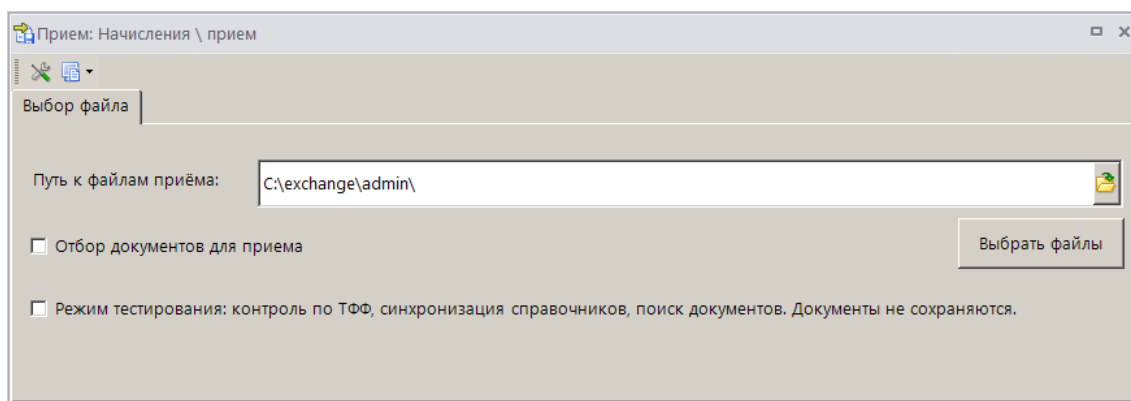 Прием: Начисления \ прием
Выбор файла
Путь к файлам приёма:
C:\exchange\admin\
Отбор документов для приема
Выбрать файлы
Режим тестирования: контроль по ТФФ, синхронизация справочников, поиск документов. Документы не сохраняются.